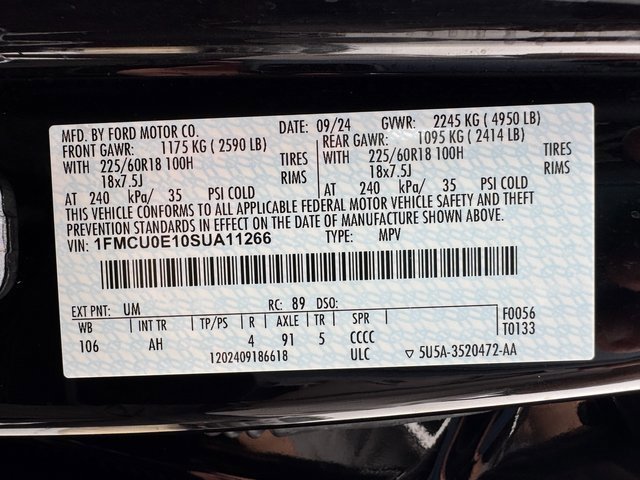 MFD. BY FORD MOTOR CO. DATE: 09/24 GVWR: 2245 KG ( 4950 LB)
FRONT GAWR: 1175 KG ( 2590 LB) REAR GAWR: 1095 KG ( 2414 LB)
WITH 225/60R18 100H TIRES WITH 225/60R18 100H TIRES
18x7.5J RIMS 18x7.5J RIMS
AT 240 kPa/ 35 PSI COLD AT 240 kPa/ 35 PSI COLD
THIS VEHICLE CONFORMS TO ALL APPLICABLE FEDERAL MOTOR VEHICLE SAFETY AND THEFT
PREVENTION STANDARDS IN EFFECT ON THE DATE OF MANUFACTURE SHOWN ABOVE.
VIN: 1FMCU0E10SUA11266 TYPE: MPV
EXT PNT: UM RC: 89 DSO:
WB INT TR TP/PS R AXLE TR SPR F0056
106 AH 4 91 5 CCCC T0133
1202409186618 ULC ▽ 5U5A-3520472-AA